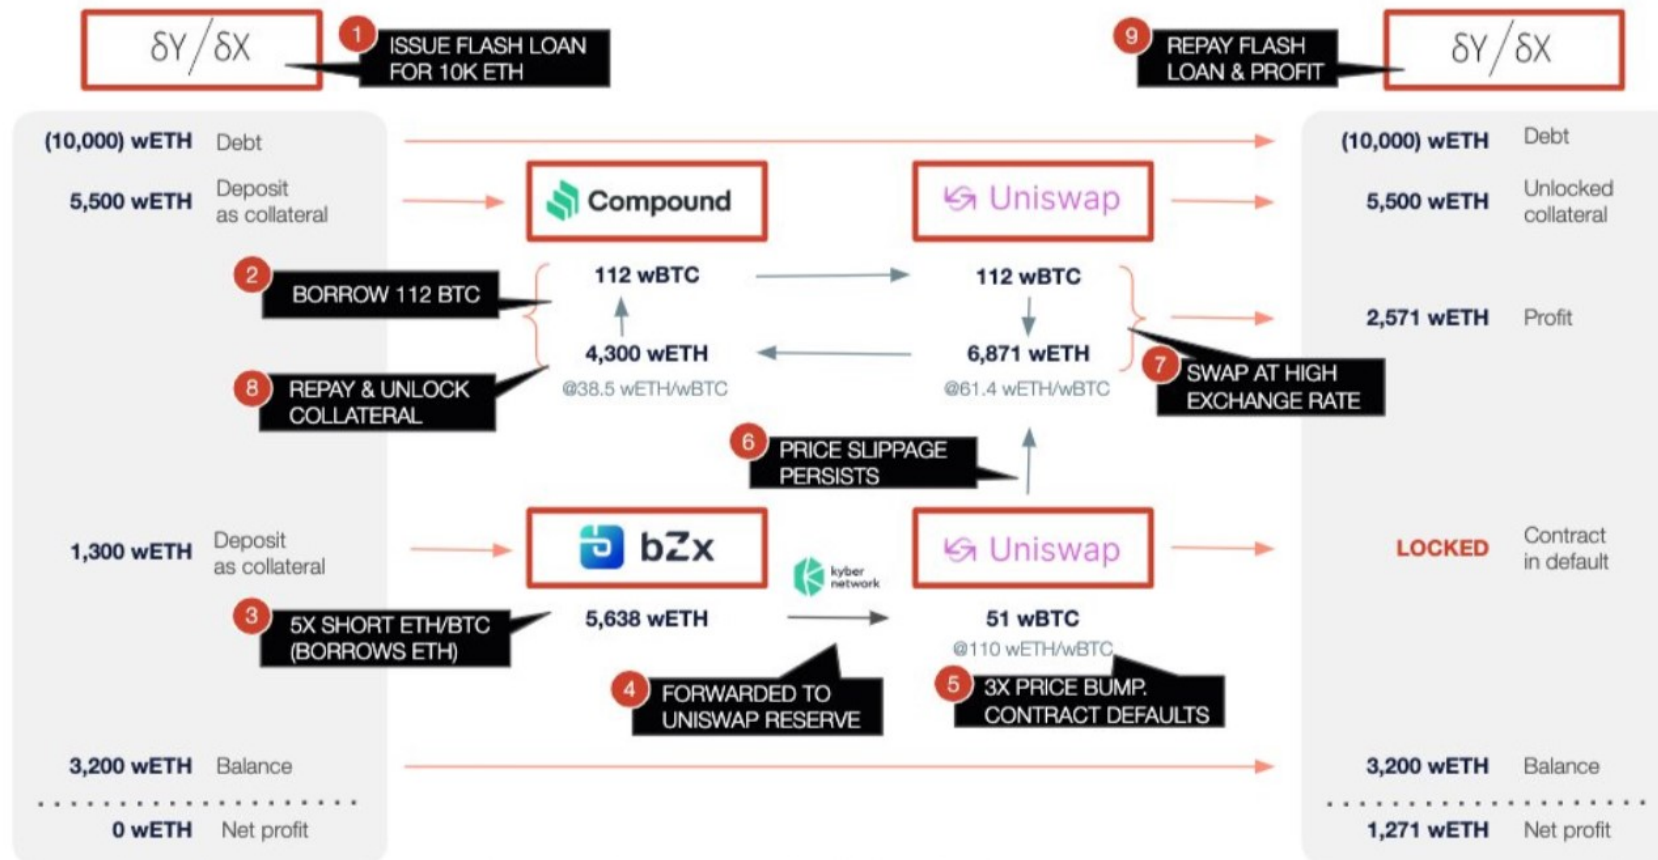 δY/δX
1
ISSUE FLASH LOAN
FOR 10K ETH
9
REPAY FLASH
LOAN & PROFIT
δY/δX
(10,000) wETH Debt
(10,000) wETH Debt
5,500 wETH Deposit
as collateral
Compound
Uniswap
5,500 wETH Unlocked
collateral
2
BORROW 112 BTC
112 wBTC
112 wBTC
2,571 wETH Profit
4,300 wETH
@38.5 wETH/wBTC
6,871 wETH
@61.4 wETH/wBTC
7
SWAP AT HIGH
EXCHANGE RATE
8
REPAY & UNLOCK
COLLATERAL
6
PRICE SLIPPAGE
PERSISTS
1,300 wETH Deposit
as collateral
bZx
kyber
network
Uniswap
LOCKED Contract
in default
3
5X SHORT ETH/BTC
(BORROWS ETH)
5,638 wETH
51 wBTC
@110 wETH/wBTC
4
FORWARDED TO
UNISWAP RESERVE
5
3X PRICE BUMP.
CONTRACT DEFAULTS
3,200 wETH Balance
3,200 wETH Balance
0 wETH Net profit
1,271 wETH Net profit